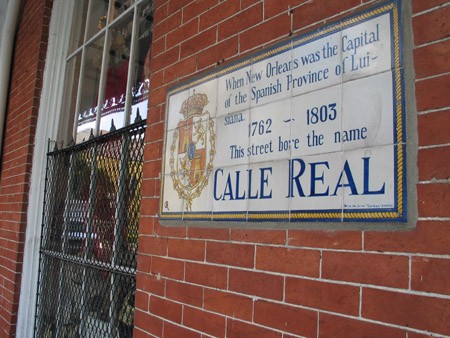 When New Orleans was the Capital
of the Spanish Province of Lui-
siana.
1762 ~ 1803
This street bore the name
CALLE REAL